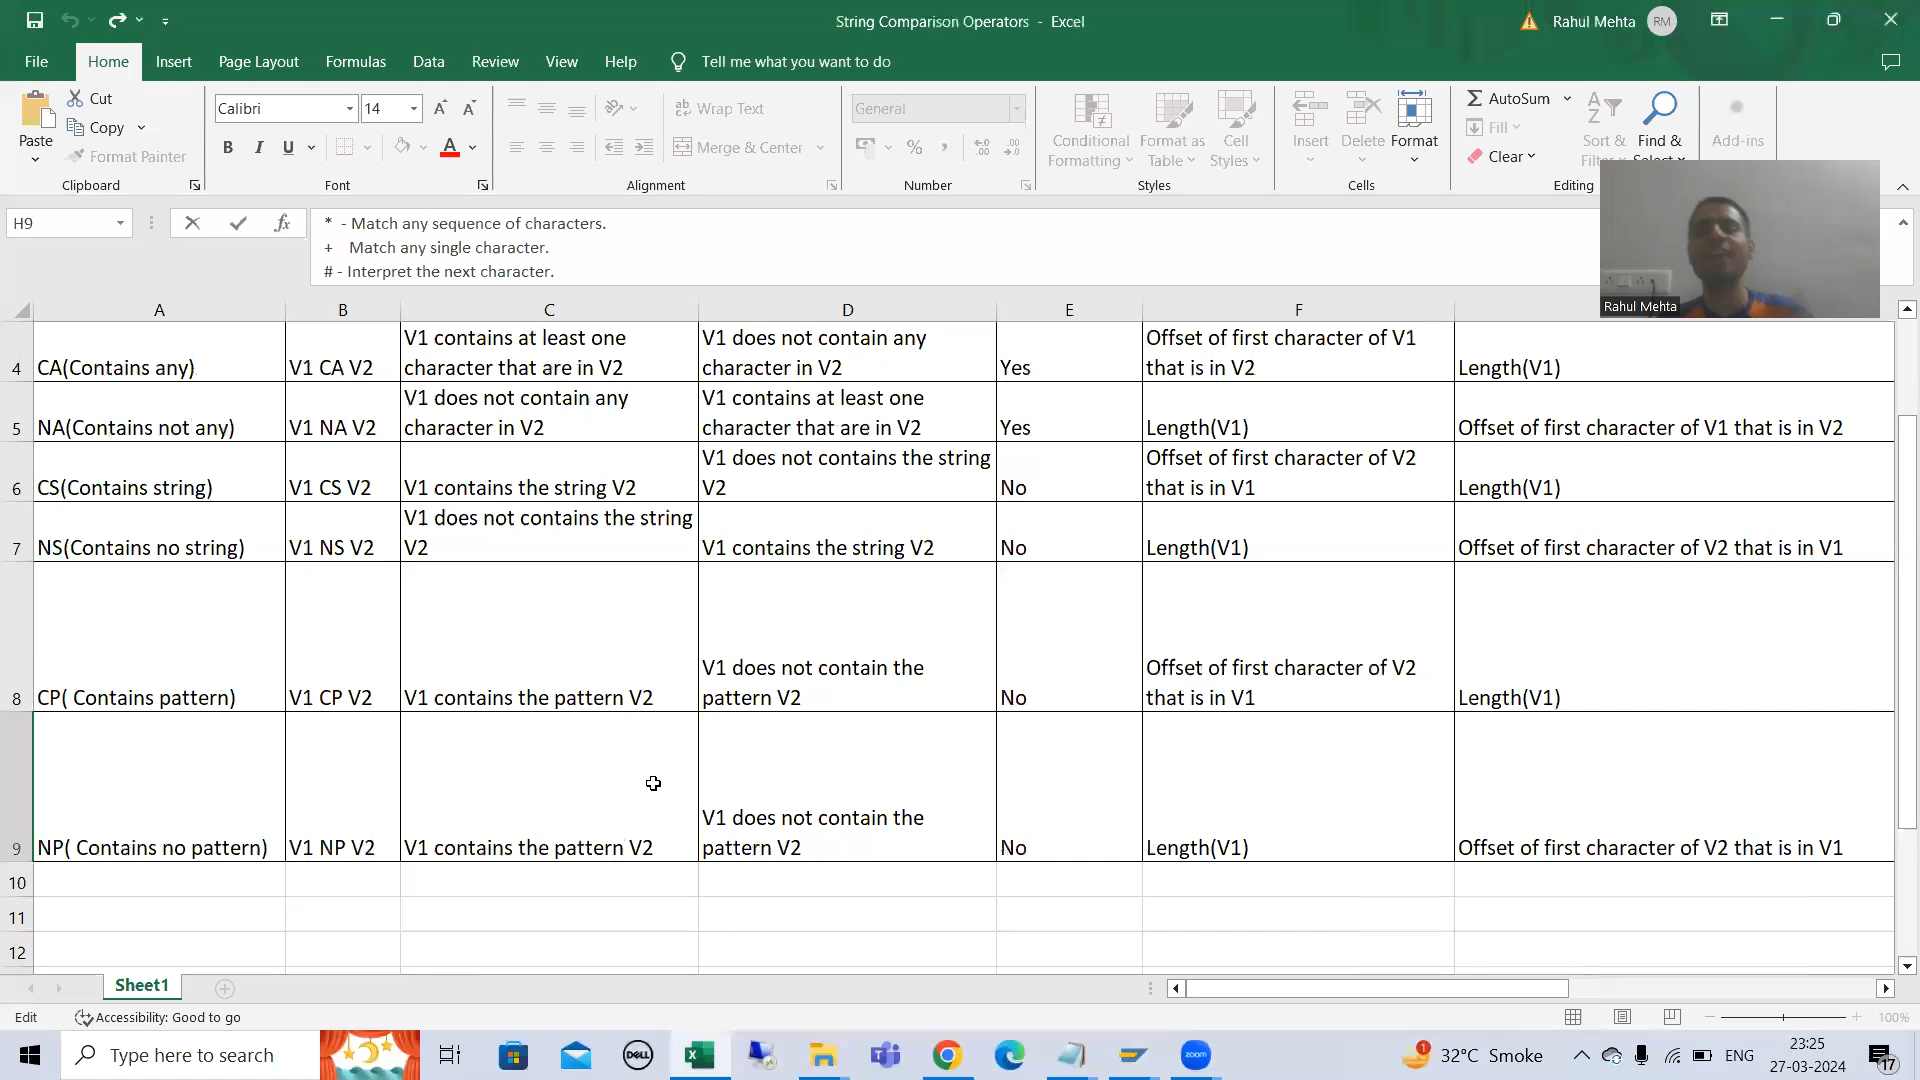 String Comparison Operators - Excel
Rahul Mehta
RM
File
Home
Insert
Page Layout
Formulas
Data
Review
View
Help
Tell me what you want to do
Paste
Cut
Copy
Format Painter
Clipboard
Calibri
14
B I U
A
Font
ab Wrap Text
Merge & Center
Alignment
General
%
Number
Conditional Formatting
Format as Table
Cell Styles
Styles
Insert
Delete
Format
Cells
AutoSum
Fill
Clear
Sort &
Find &
Editing
Add-ins
H9
fx
* - Match any sequence of characters.
+ Match any single character.
# - Interpret the next character.
Rahul Mehta
A B C D E F
4 CA(Contains any) V1 CA V2 V1 contains at least one character that are in V2 V1 does not contain any character in V2 Yes Offset of first character of V1 that is in V2 Length(V1)
5 NA(Contains not any) V1 NA V2 V1 does not contain any character in V2 V1 contains at least one character that are in V2 Yes Length(V1) Offset of first character of V1 that is in V2
6 CS(Contains string) V1 CS V2 V1 contains the string V2 V1 does not contains the string V2 No Offset of first character of V2 that is in V1 Length(V1)
7 NS(Contains no string) V1 NS V2 V1 does not contains the string V2 V1 contains the string V2 No Length(V1) Offset of first character of V2 that is in V1
8 CP( Contains pattern) V1 CP V2 V1 contains the pattern V2 V1 does not contain the pattern V2 No Offset of first character of V2 that is in V1 Length(V1)
9 NP( Contains no pattern) V1 NP V2 V1 contains the pattern V2 V1 does not contain the pattern V2 No Length(V1) Offset of first character of V2 that is in V1
10
11
12
Sheet1
Edit
Accessibility: Good to go
100%
Type here to search
DELL
zoom
1
32°C Smoke
ENG
23:25
27-03-2024
17